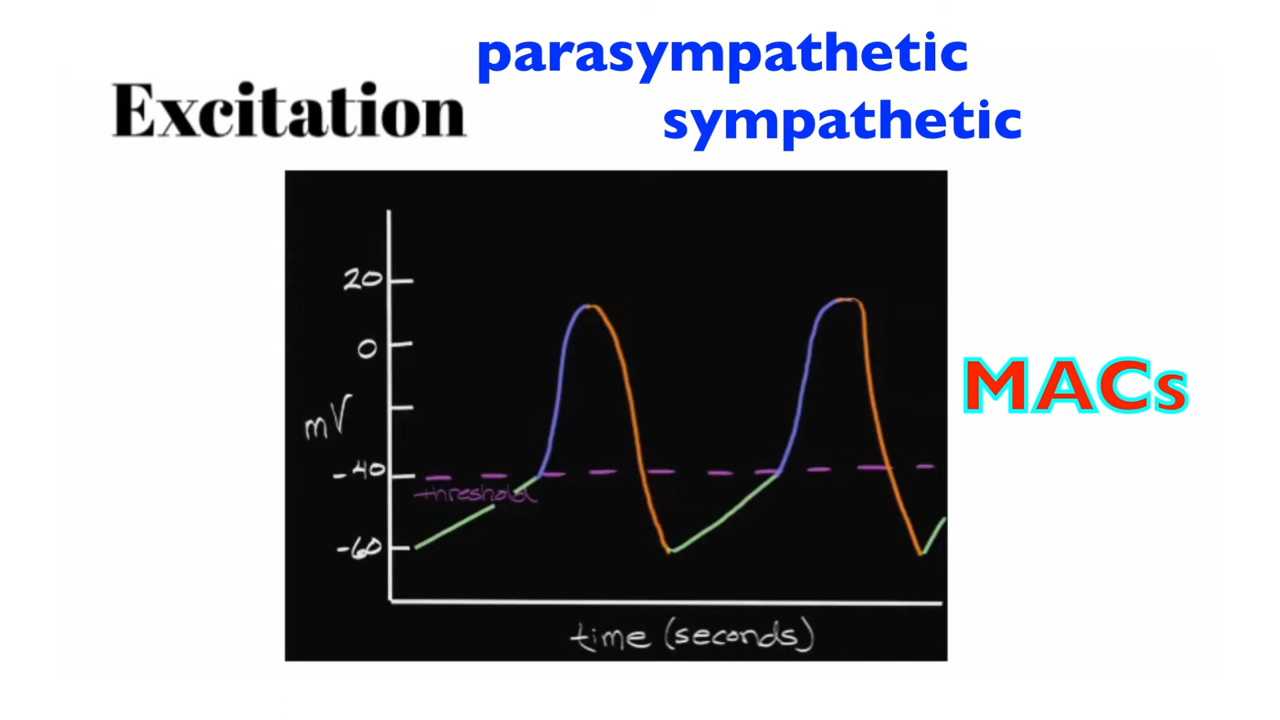 parasympathetic
Excitation
sympathetic
20
0
mV
-40
threshold
-60
time (seconds)
MACs